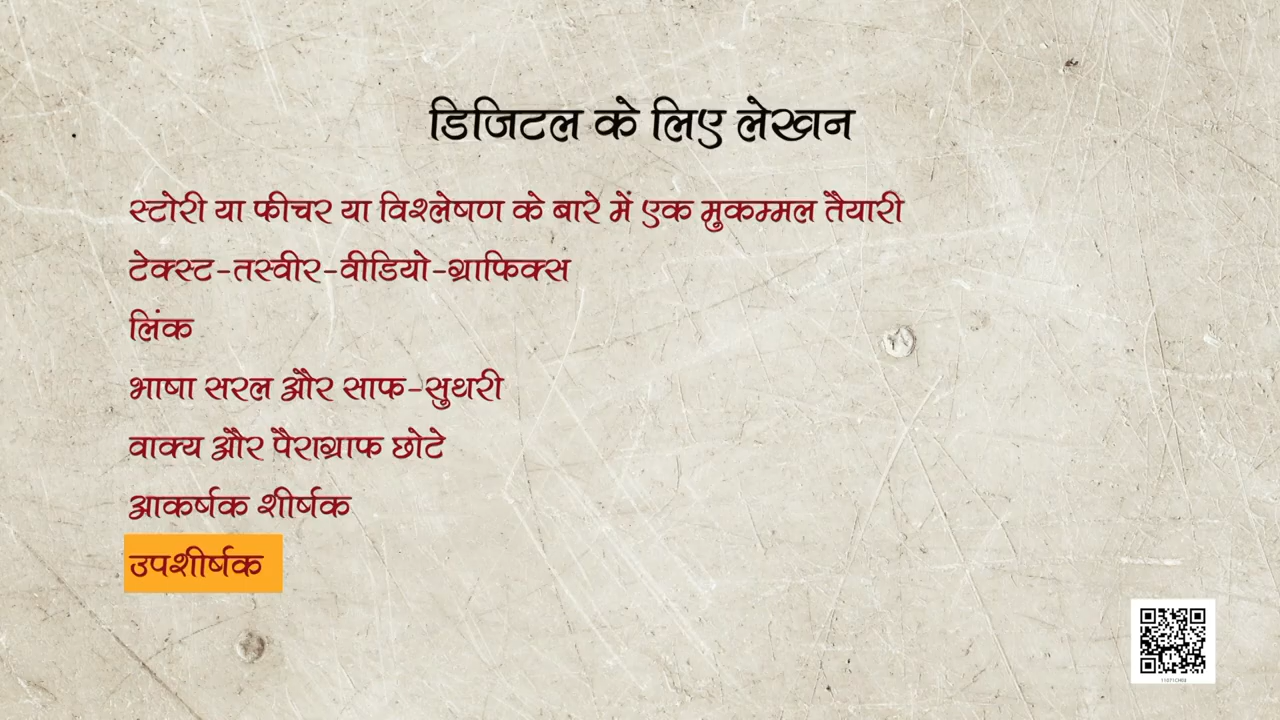 डिजिटल के लिए लेखन
स्टोरी या फीचर या विश्लेषण के बारे में एक मुकम्मल तैयारी
टेक्स्ट-तस्वीर-वीडियो-ग्राफिक्स
लिंक
भाषा सरल और साफ-सुथरी
वाक्य और पैराग्राफ छोटे
आकर्षक शीर्षक
उपशीर्षक